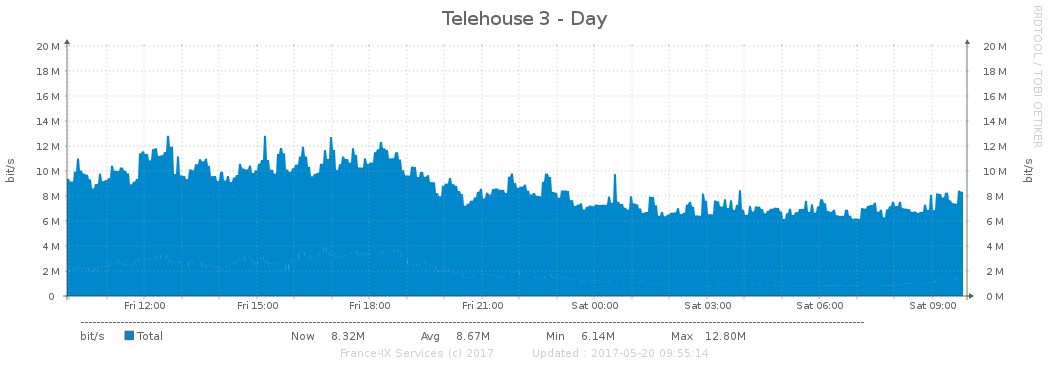 Telehouse 3 - Day
RRDTOOL / TOBI OETIKER
bit/s
20 M
18 M
16 M
14 M
12 M
10 M
8 M
6 M
4 M
2 M
0
20 M
18 M
16 M
14 M
12 M
10 M
8 M
6 M
4 M
2 M
0 M
bit/s
Fri 12:00 Fri 15:00 Fri 18:00 Fri 21:00 Sat 00:00 Sat 03:00 Sat 06:00 Sat 09:00
bit/s Total Now 8.32M Avg 8.67M Min 6.14M Max 12.80M
France-IX Services (c) 2017 Updated : 2017-05-20 09:55:14